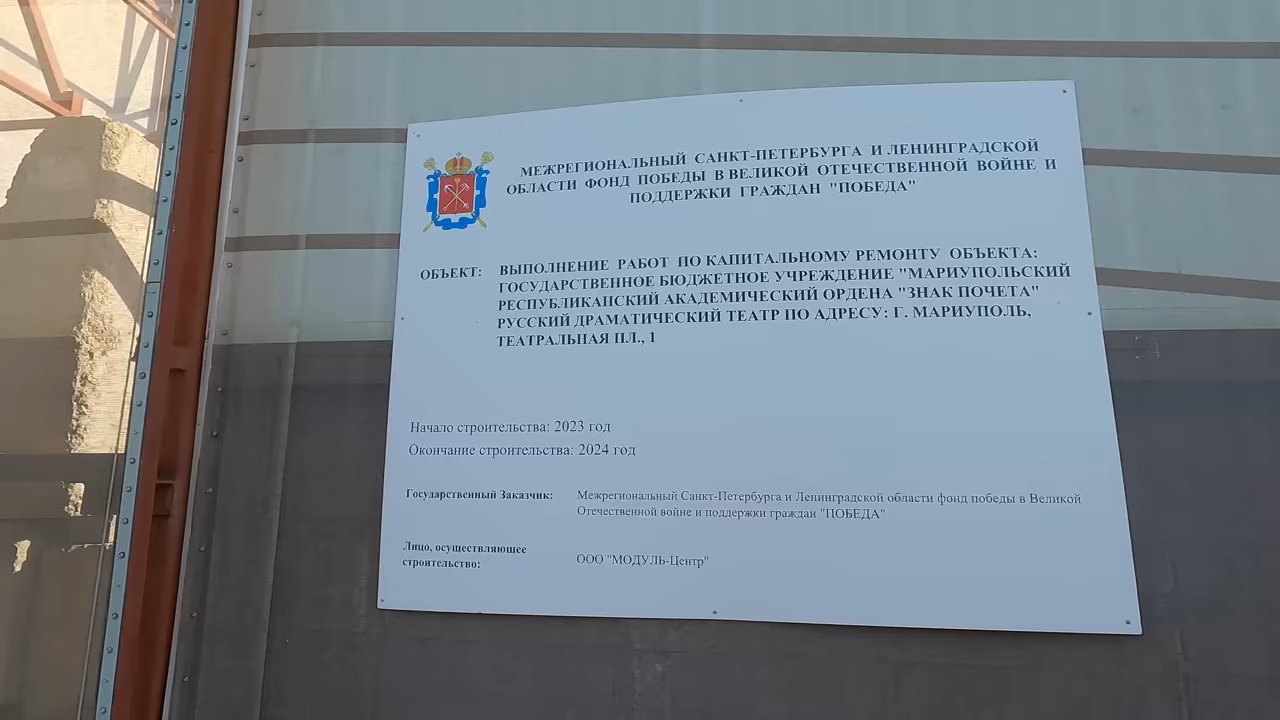 МЕЖРЕГИОНАЛЬНЫЙ САНКТ-ПЕТЕРБУРГА И ЛЕНИНГРАДСКОЙ
ОБЛАСТИ ФОНД ПОБЕДЫ В ВЕЛИКОЙ ОТЕЧЕСТВЕННОЙ ВОЙНЕ И
ПОДДЕРЖКИ ГРАЖДАН "ПОБЕДА"
ОБЪЕКТ: ВЫПОЛНЕНИЕ РАБОТ ПО КАПИТАЛЬНОМУ РЕМОНТУ ОБЪЕКТА:
ГОСУДАРСТВЕННОЕ БЮДЖЕТНОЕ УЧРЕЖДЕНИЕ "МАРИУПОЛЬСКИЙ
РЕСПУБЛИКАНСКИЙ АКАДЕМИЧЕСКИЙ ОРДЕНА "ЗНАК ПОЧЕТА"
РУССКИЙ ДРАМАТИЧЕСКИЙ ТЕАТР ПО АДРЕСУ: Г. МАРИУПОЛЬ,
ТЕАТРАЛЬНАЯ ПЛ., 1
Начало строительства: 2023 год
Окончание строительства: 2024 год
Государственный Заказчик: Межрегиональный Санкт-Петербурга и Ленинградской области фонд победы в Великой
Отечественной войне и поддержки граждан "ПОБЕДА"
Лицо, осуществляющее
строительство: ООО "МОДУЛЬ-Центр"